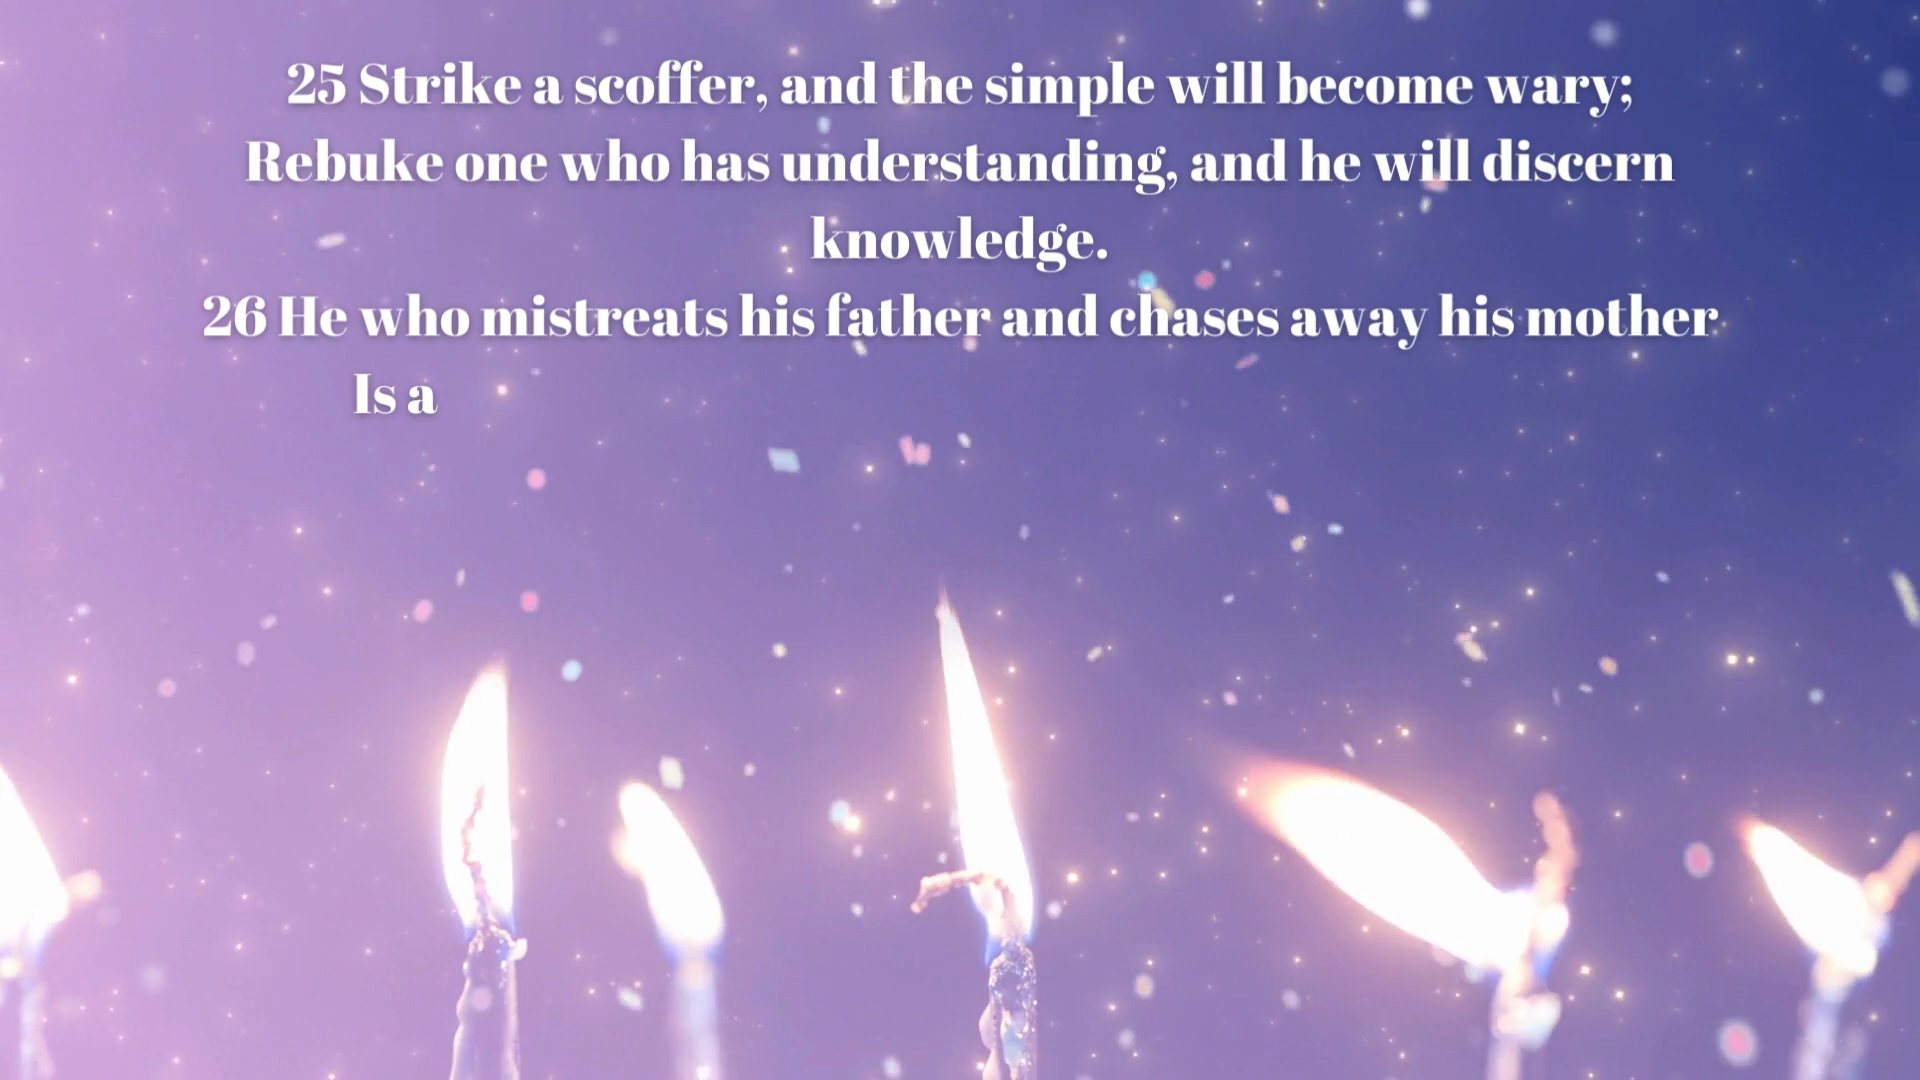 25 Strike a scoffer, and the simple will become wary;
Rebuke one who has understanding, and he will discern
knowledge.
26 He who mistreats his father and chases away his mother
Is a